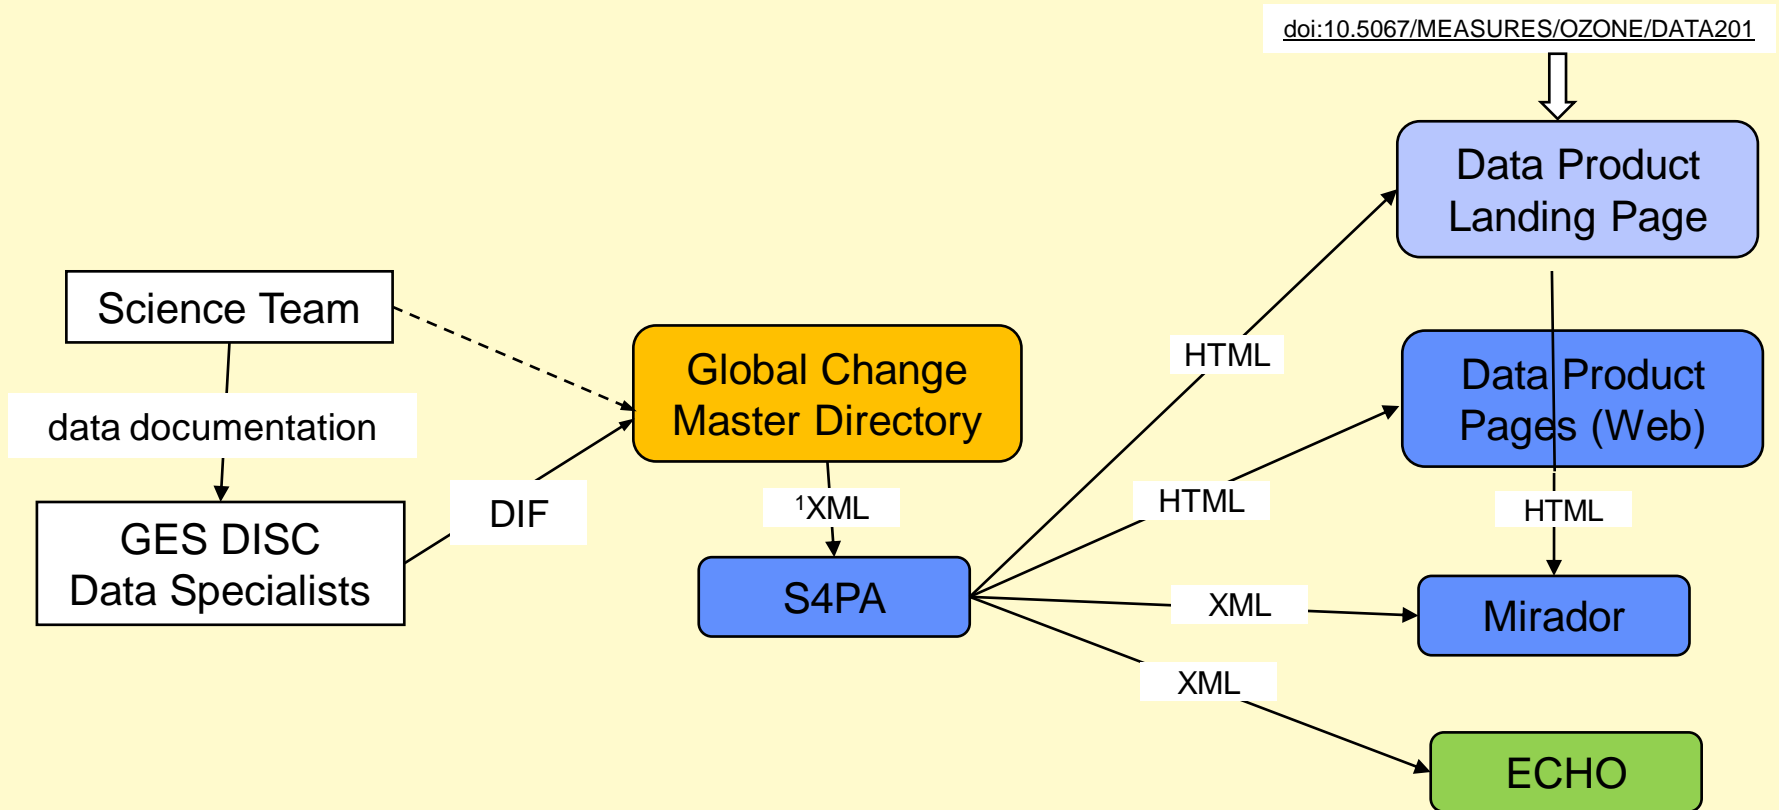 doi:10.5067/MEASURES/OZONE/DATA201
Data Product
Landing Page
Science Team
HTML
Global Change
Master Directory
Data Product
Pages (Web)
data documentation
DIF
¹XML
HTML
HTML
GES DISC
Data Specialists
S4PA
XML
Mirador
XML
ECHO